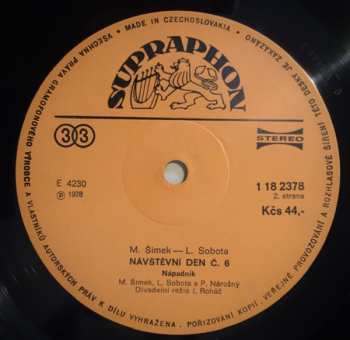 MADE IN CZECHOSLOVAKIA • VŠECHNA PRÁVA GRAMOFONOVÉHO VÝROBCE A VLASTNÍKŮ AUTORSKÝCH PRÁV K DÍLU VYHRAŽENA. POŘIZOVÁNÍ KOPIÍ, VEŘEJNÉ PROVOZOVÁNÍ A ROZHLASOVÉ ŠÍŘENÍ TÉTO DESKY JE ZAKÁZÁNO
SUPRAPHON
33
STEREO
E 4230
℗ 1978
1 18 2378
2. strana
Kčs 44,-
M. Šimek — L. Sobota
NÁVŠTĚVNÍ DEN Č. 6
Nápadník
M. Šimek, L. Sobota a P. Nárožný
Divadelní režie L. Roháč